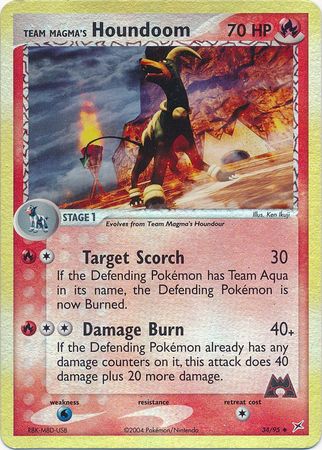 TEAM MAGMA'S Houndoom 70 HP
Illus. Ken Ikuji
STAGE 1
Evolves from Team Magma's Houndour
Target Scorch 30
If the Defending Pokémon has Team Aqua
in its name, the Defending Pokémon is
now Burned.
Damage Burn 40+
If the Defending Pokémon already has any
damage counters on it, this attack does 40
damage plus 20 more damage.
weakness resistance retreat cost
RBK-MBD-USB ©2004 Pokémon/Nintendo 34/95